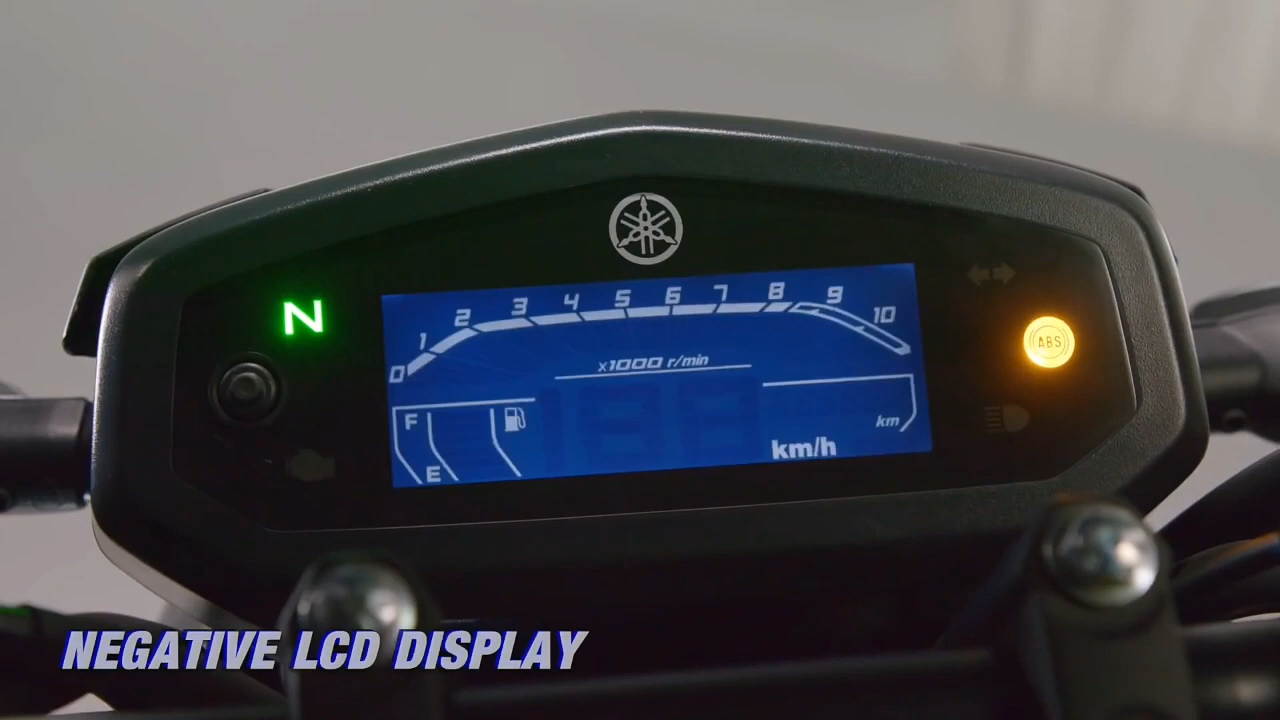 N
0 1 2 3 4 5 6 7 8 9 10
x1000 r/min
F
E
km
km/h
ABS
NEGATIVE LCD DISPLAY